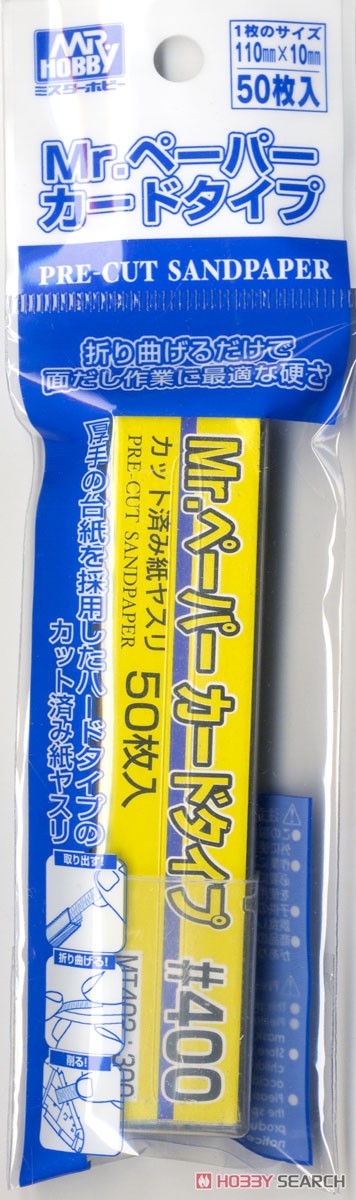 MR
HOBBY
ミスターホビー
1枚のサイズ
110mm×10mm
50枚入
Mr.ペーパー
カードタイプ
PRE-CUT SANDPAPER
折り曲げるだけで
面だし作業に最適な硬さ
厚手の台紙を採用したハードタイプの
カット済み紙ヤスリ
Mr.ペーパー カードタイプ #400
カット済み紙ヤスリ
PRE-CUT SANDPAPER
50枚入
取り出す!
折り曲げる!
削る!
HOBBY SEARCH